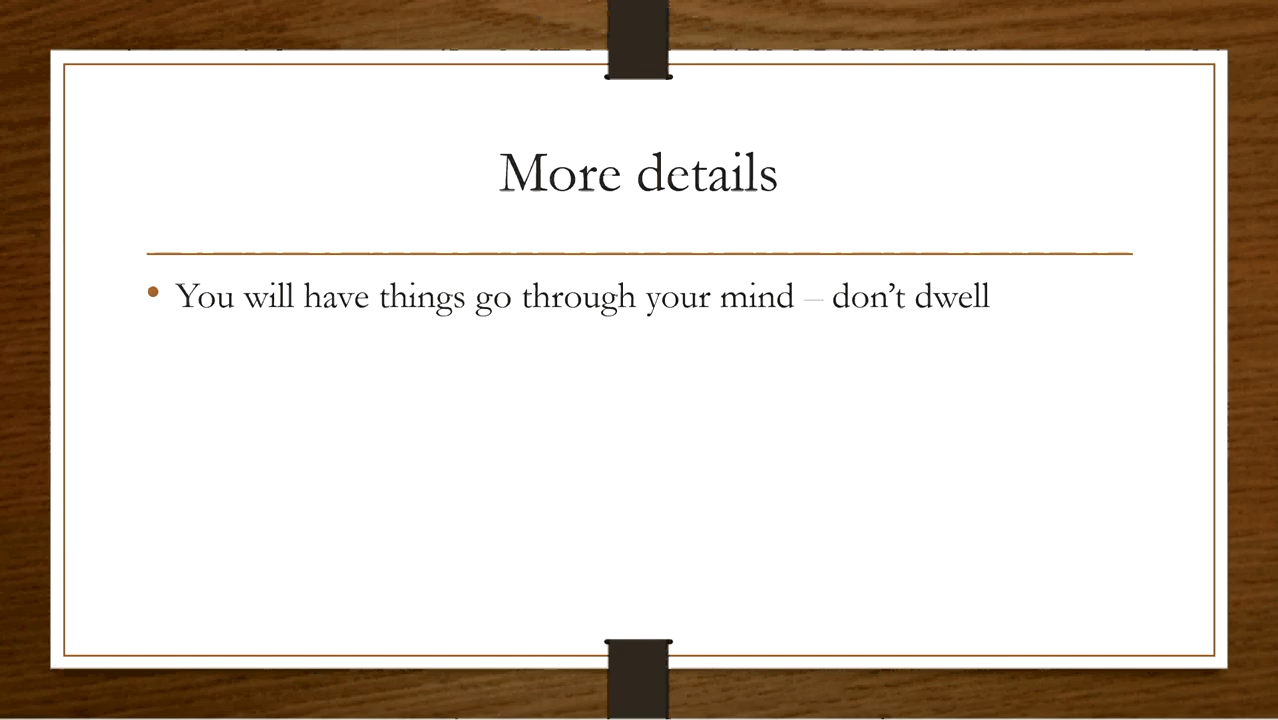 More details
• You will have things go through your mind – don’t dwell